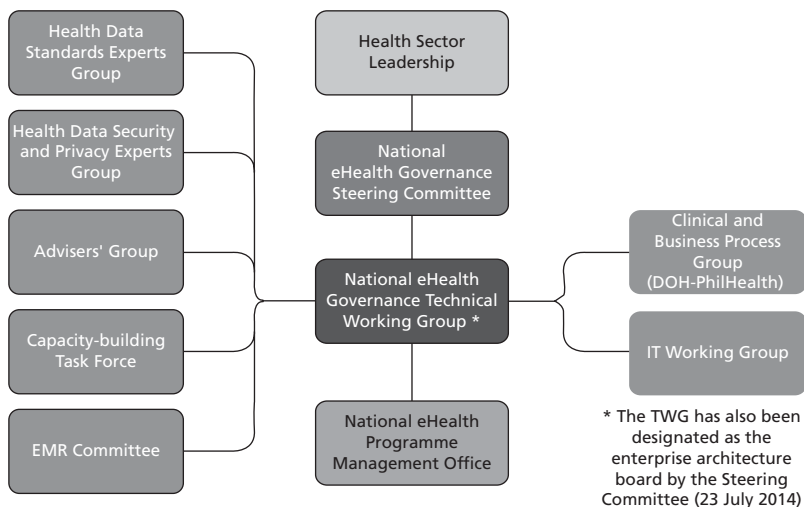 Health Data
Standards Experts
Group
Health Data Security
and Privacy Experts
Group
Advisers' Group
Capacity-building
Task Force
EMR Committee
Health Sector
Leadership
National
eHealth Governance
Steering Committee
National eHealth
Governance Technical
Working Group *
National eHealth
Programme
Management Office
Clinical and
Business Process
Group
(DOH-PhilHealth)
IT Working Group
* The TWG has also been
designated as the
enterprise architecture
board by the Steering
Committee (23 July 2014)